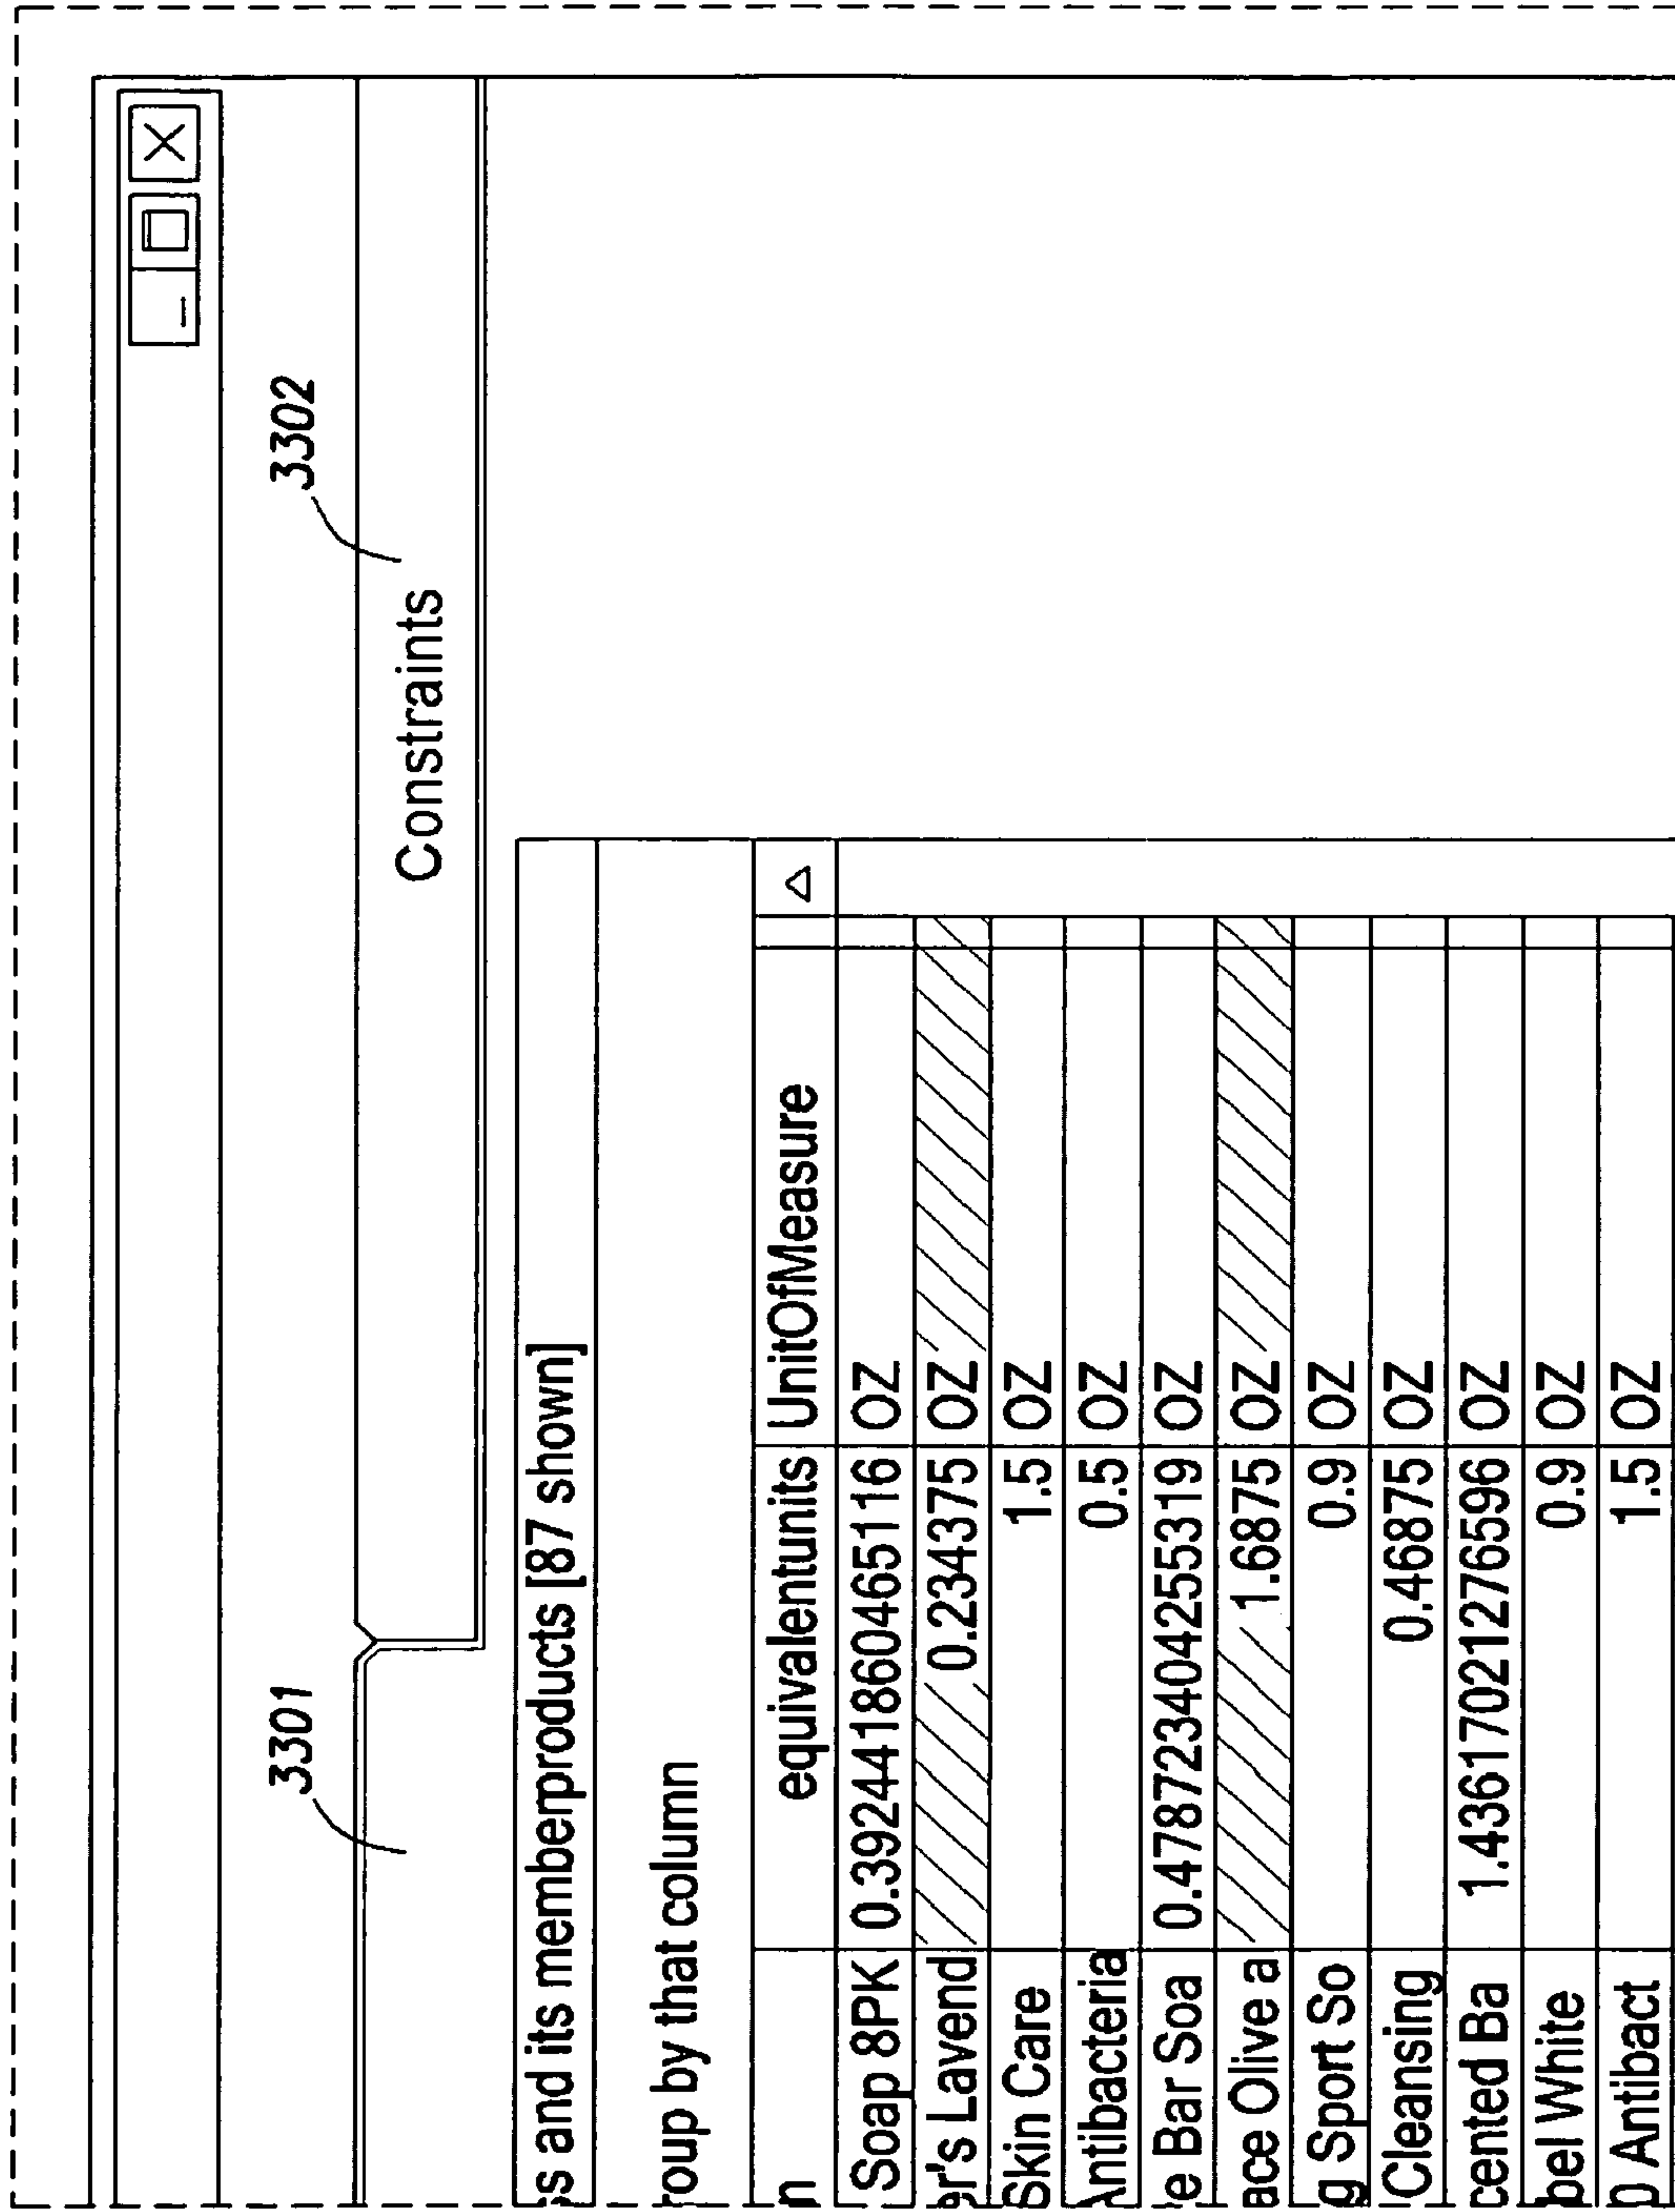 3301
3302
Constraints
s and its memberproducts [87 shown]
roup by that column
n equivalentunits UnitOfMeasure
Soap 8PK 0.392441860465116 OZ
er's Lavend 0.234375 OZ
Skin Care 1.5 OZ
Antibacteria 0.5 OZ
e Bar Soa 0.478723404255319 OZ
ace Olive a 1.6875 OZ
g Sport So 0.9 OZ
Cleansing 0.46875 OZ
cented Ba 1.43617021276596 OZ
bel White 0.9 OZ
0 Antibact 1.5 OZ